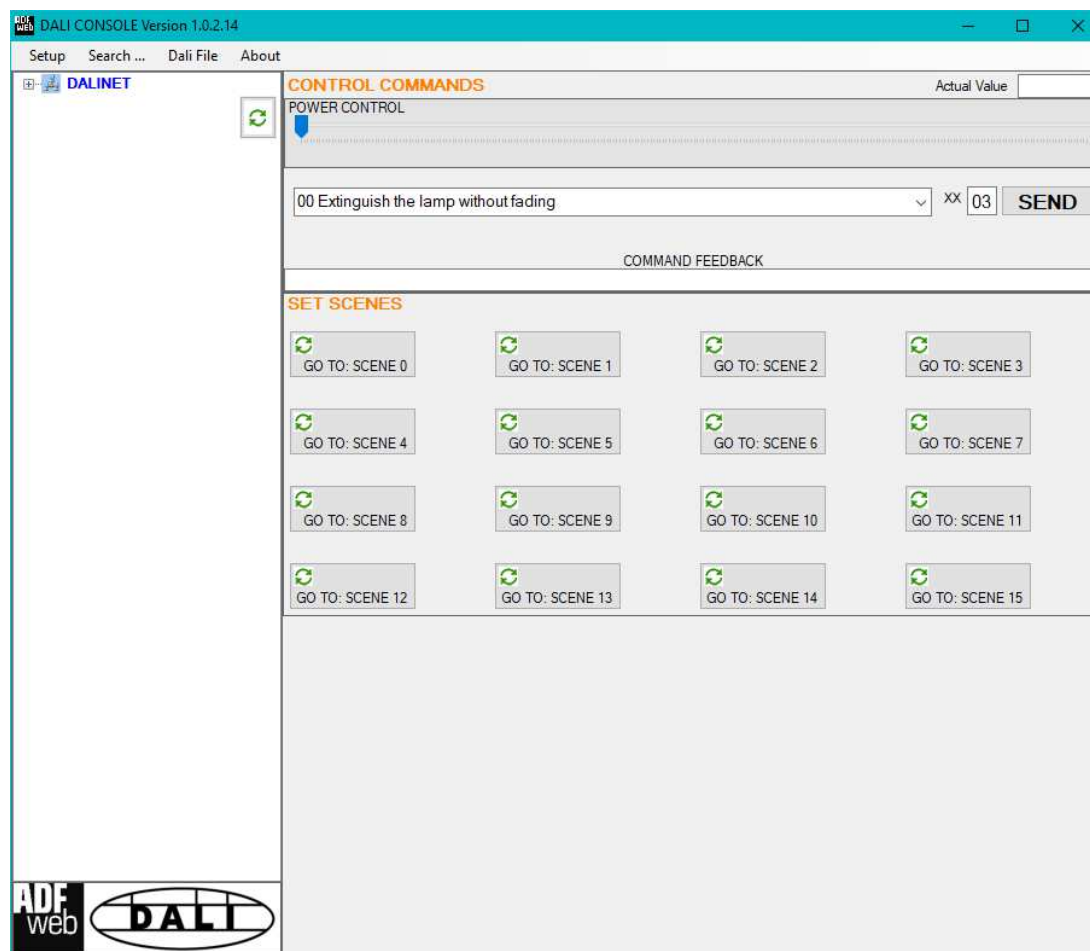 ADF
WEB DALI CONSOLE Version 1.0.2.14
Setup Search ... Dali File About
DALINET
CONTROL COMMANDS
Actual Value
POWER CONTROL
00 Extinguish the lamp without fading
XX 03 SEND
COMMAND FEEDBACK
SET SCENES
GO TO: SCENE 0 GO TO: SCENE 1 GO TO: SCENE 2 GO TO: SCENE 3
GO TO: SCENE 4 GO TO: SCENE 5 GO TO: SCENE 6 GO TO: SCENE 7
GO TO: SCENE 8 GO TO: SCENE 9 GO TO: SCENE 10 GO TO: SCENE 11
GO TO: SCENE 12 GO TO: SCENE 13 GO TO: SCENE 14 GO TO: SCENE 15
ADF
web DALI